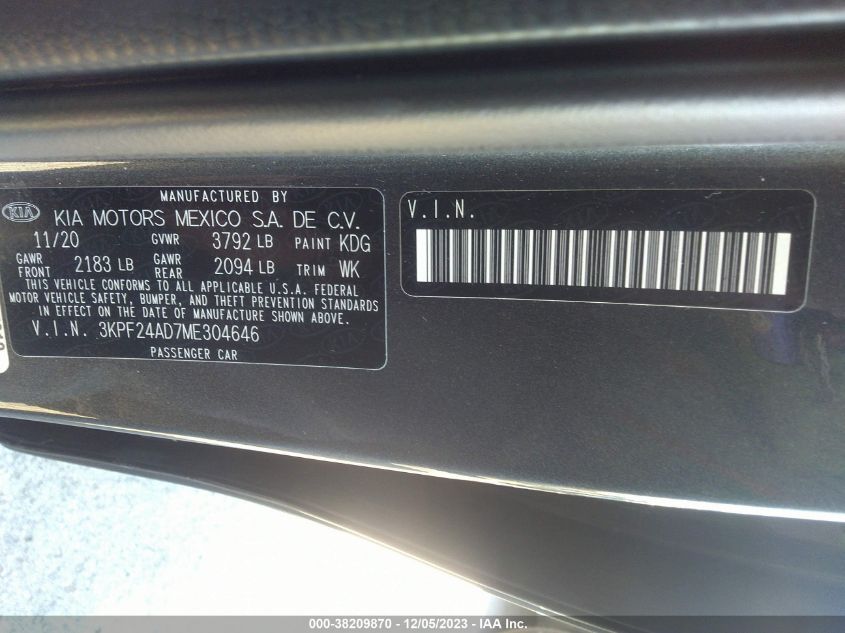 MANUFACTURED BY
KIA KIA MOTORS MEXICO S.A. DE C.V.
11/20 GVWR 3792 LB PAINT KDG
GAWR FRONT 2183 LB GAWR REAR 2094 LB TRIM WK
THIS VEHICLE CONFORMS TO ALL APPLICABLE U.S.A. FEDERAL
MOTOR VEHICLE SAFETY, BUMPER, AND THEFT PREVENTION STANDARDS
IN EFFECT ON THE DATE OF MANUFACTURE SHOWN ABOVE.
V.I.N. 3KPF24AD7ME304646
PASSENGER CAR
V.I.N.
000-38209870 - 12/05/2023 - IAA Inc.